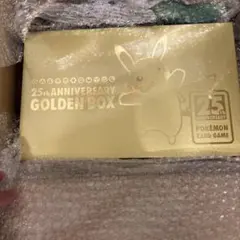 25th ANNIVERSARY
GOLDEN BOX
25th
POKÉMON
CARD GAME